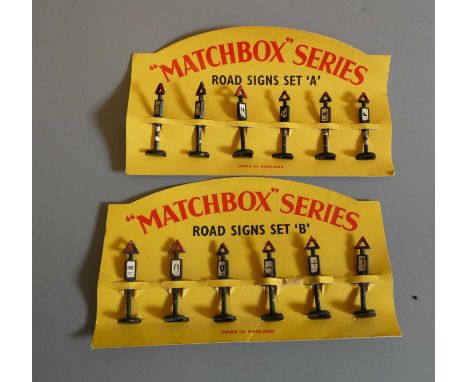 "MATCHBOX" SERIES
ROAD SIGNS SET 'A'
MADE IN ENGLAND
"MATCHBOX" SERIES
ROAD SIGNS SET 'B'
MADE IN ENGLAND